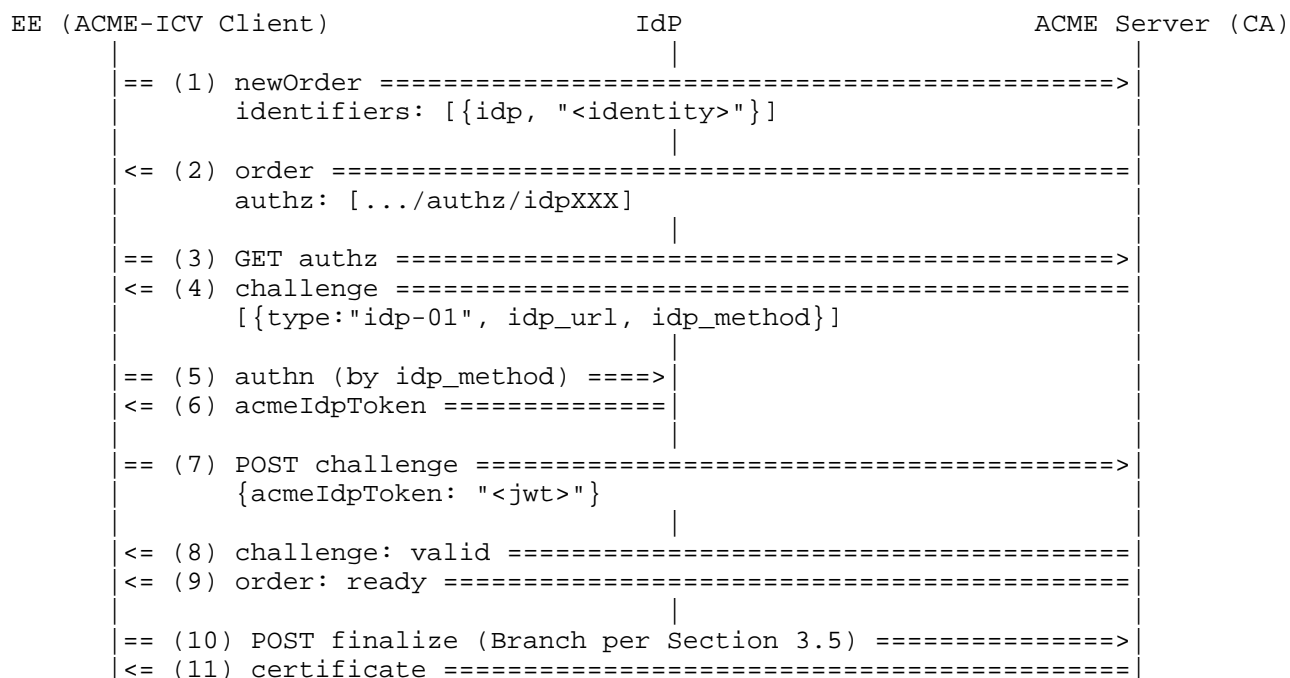 EE (ACME-ICV Client)                   IdP                      ACME Server (CA)
      |                                  |                            |
      |== (1) newOrder ==============================================>|
      |       identifiers: [{idp, "<identity>"}]                      |
      |                                  |                            |
      |<= (2) order ==================================================|
      |       authz: [.../authz/idpXXX]                               |
      |                                  |                            |
      |== (3) GET authz =============================================>|
      |<= (4) challenge ==============================================|
      |       [{type:"idp-01", idp_url, idp_method}]                  |
      |                                  |                            |
      |== (5) authn (by idp_method) ====>|                            |
      |<= (6) acmeIdpToken ==============|                            |
      |                                  |                            |
      |== (7) POST challenge ========================================>|
      |       {acmeIdpToken: "<jwt>"}                                 |
      |                                  |                            |
      |<= (8) challenge: valid =======================================|
      |<= (9) order: ready ===========================================|
      |                                  |                            |
      |== (10) POST finalize (Branch per Section 3.5) ===============>|
      |<= (11) certificate ===========================================|